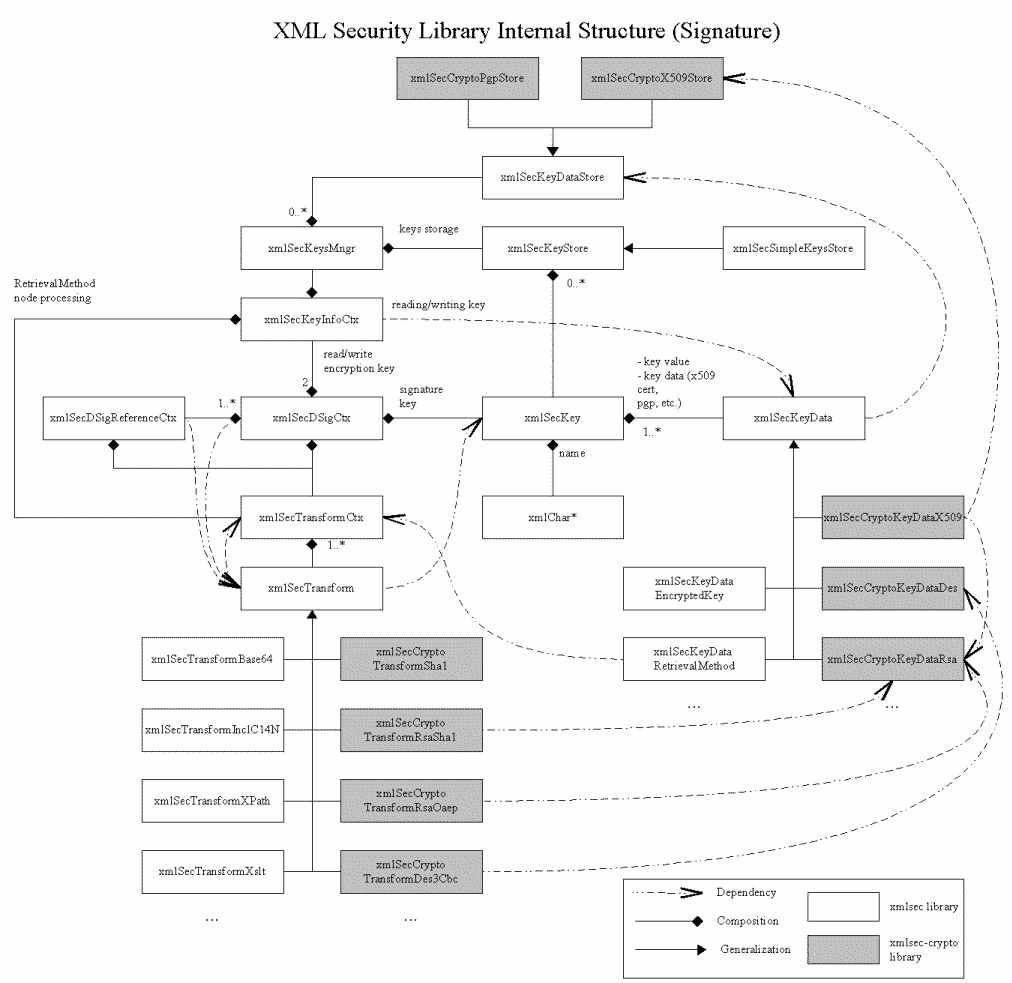 XML Security Library Internal Structure (Signature)
xmlSecCryptoPgpStore
xmlSecCryptoX509Store
xmlSecKeyDataStore
0..*
keys storage
xmlSecKeysMngr
xmlSecKeyStore
xmlSecSimpleKeysStore
RetrievalMethod
node processing
0..*
reading/writing key
xmlSecKeyInfoCtx
read/write
encryption key
- key value
- key data (x509
cert,
pgp, etc.)
2
signature
key
1..*
xmlSecDSigReferenceCtx
xmlSecDSigCtx
xmlSecKey
xmlSecKeyData
1..*
name
xmlSecTransformCtx
xmlChar*
xmlSecCryptoKeyDataX509
1..*
xmlSecTransform
xmlSecKeyData
EncryptedKey
xmlSecCryptoKeyDataDes
xmlSecTransformBase64
xmlSecCrypto
TransformSha1
xmlSecKeyData
RetrievalMethod
xmlSecCryptoKeyDataRsa
...
...
xmlSecTransformInclC14N
xmlSecCrypto
TransformRsaSha1
xmlSecTransformXPath
xmlSecCrypto
TransformRsaOaep
xmlSecTransformXslt
xmlSecCrypto
TransformDes3Cbc
...
...
Dependency
xmlsec library
Composition
Generalization
xmlsec-crypto
library